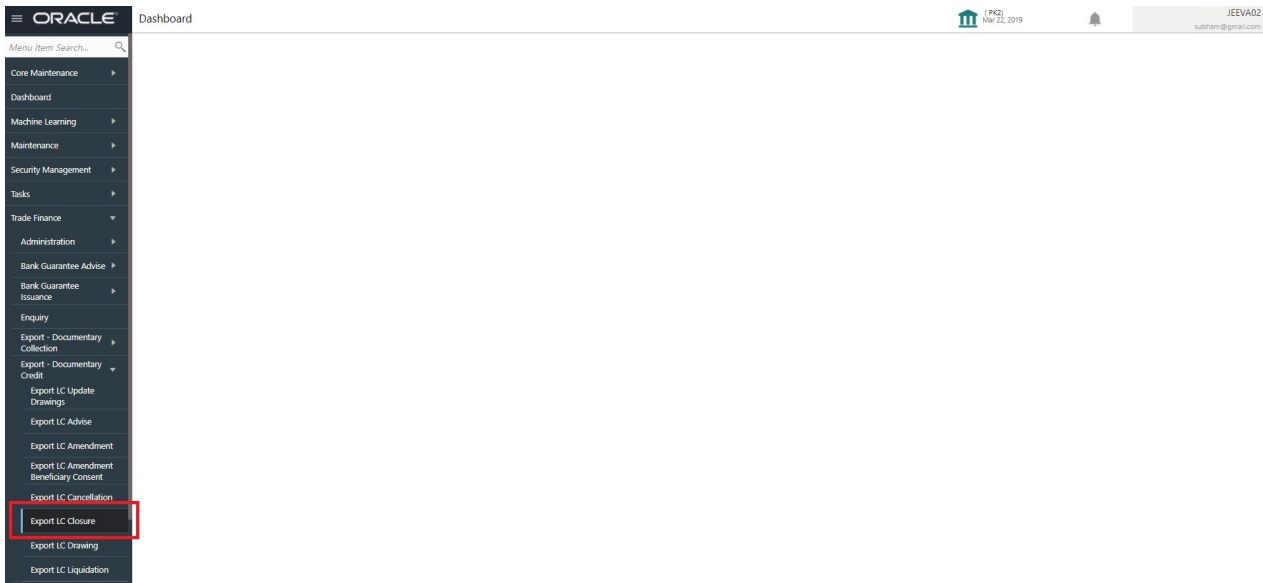 ORACLE
Dashboard
( PK2)
Mar 22, 2019
JEEVA02
subham@gmail.com
Menu Item Search...
Core Maintenance
Dashboard
Machine Learning
Maintenance
Security Management
Tasks
Trade Finance
Administration
Bank Guarantee Advise
Bank Guarantee
Issuance
Enquiry
Export - Documentary
Collection
Export - Documentary
Credit
Export LC Update
Drawings
Export LC Advise
Export LC Amendment
Export LC Amendment
Beneficiary Consent
Export LC Cancellation
Export LC Closure
Export LC Drawing
Export LC Liquidation